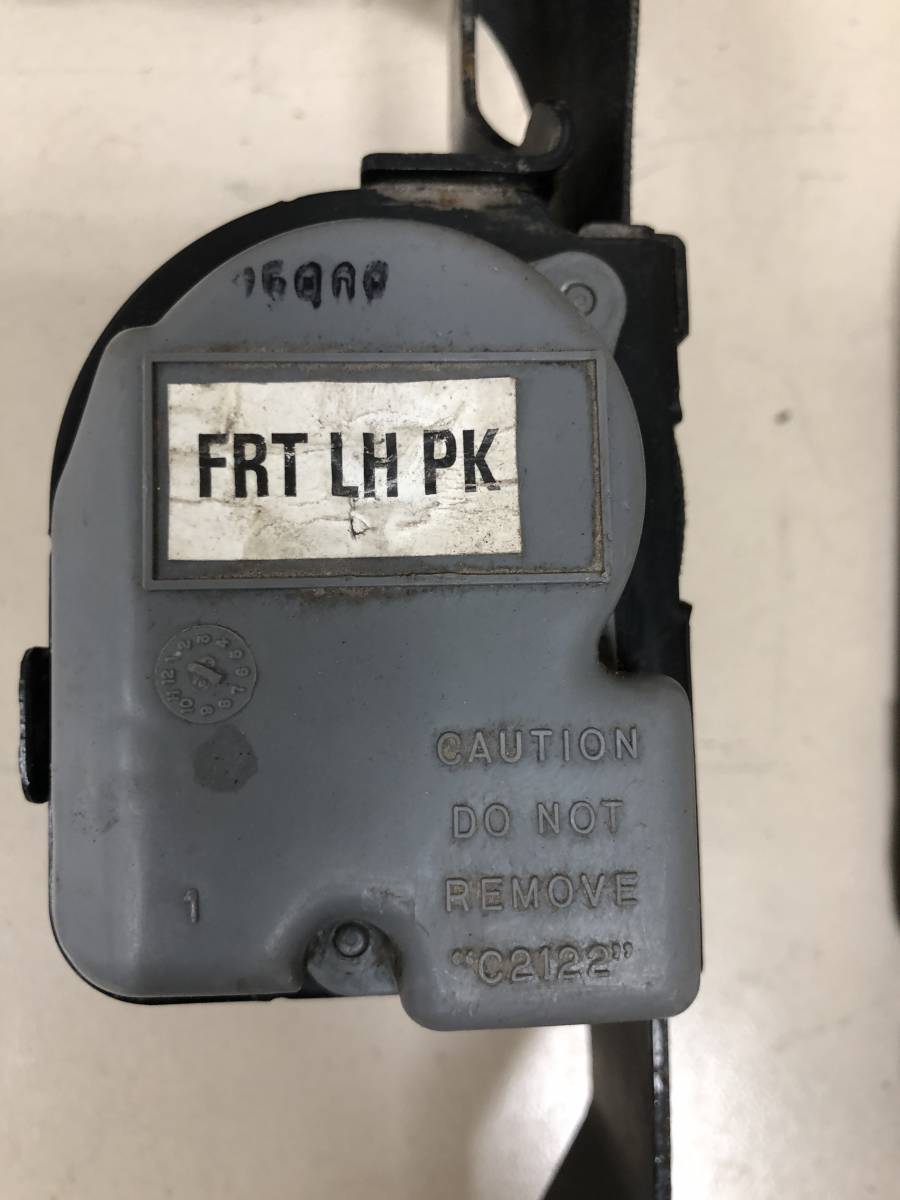 FRT LH PK
1
CAUTION
DO NOT
REMOVE
"C2122"